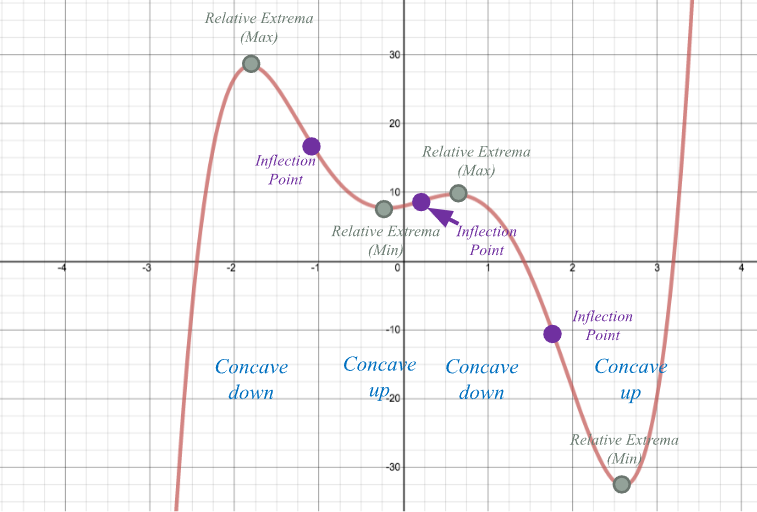 Relative Extrema
(Max)
30
20
Inflection
Point
Relative Extrema
(Max)
10
Relative Extrema
(Min)
Inflection
Point
-4 -3 -2 -1 0 1 2 3 4
-10
Inflection
Point
Concave
down
Concave
up
Concave
down
Concave
up
-20
Relative Extrema
(Min)
-30